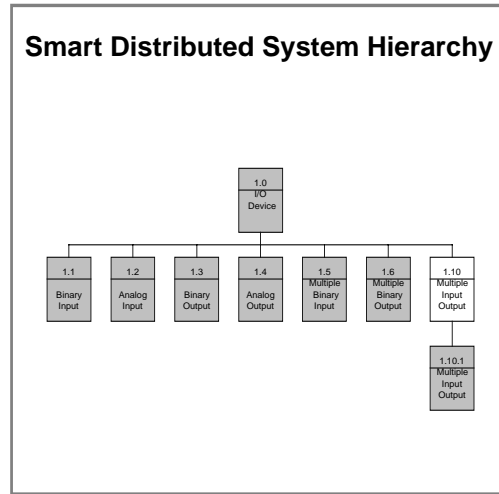 Smart Distributed System Hierarchy
1.0
I/O
Device
1.1
Binary
Input
1.2
Analog
Input
1.3
Binary
Output
1.4
Analog
Output
1.5
Multiple
Binary
Input
1.6
Multiple
Binary
Output
1.10
Multiple
Input
Output
1.10.1
Multiple
Input
Output